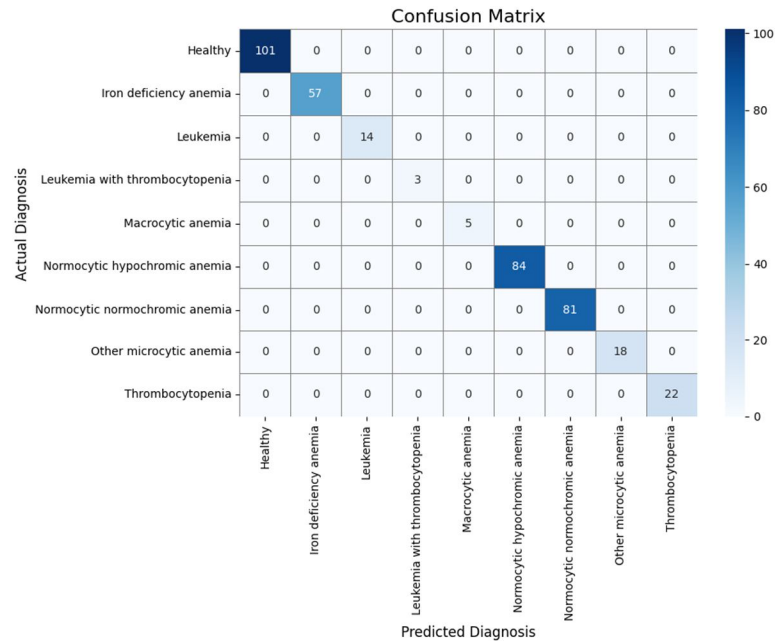 Confusion Matrix
Actual Diagnosis
Healthy 101 0 0 0 0 0 0 0 0
Iron deficiency anemia 0 57 0 0 0 0 0 0 0
Leukemia 0 0 14 0 0 0 0 0 0
Leukemia with thrombocytopenia 0 0 0 3 0 0 0 0 0
Macrocytic anemia 0 0 0 0 5 0 0 0 0
Normocytic hypochromic anemia 0 0 0 0 0 84 0 0 0
Normocytic normochromic anemia 0 0 0 0 0 0 81 0 0
Other microcytic anemia 0 0 0 0 0 0 0 18 0
Thrombocytopenia 0 0 0 0 0 0 0 0 22
Healthy
Iron deficiency anemia
Leukemia
Leukemia with thrombocytopenia
Macrocytic anemia
Normocytic hypochromic anemia
Normocytic normochromic anemia
Other microcytic anemia
Thrombocytopenia
Predicted Diagnosis
100
80
60
40
20
0